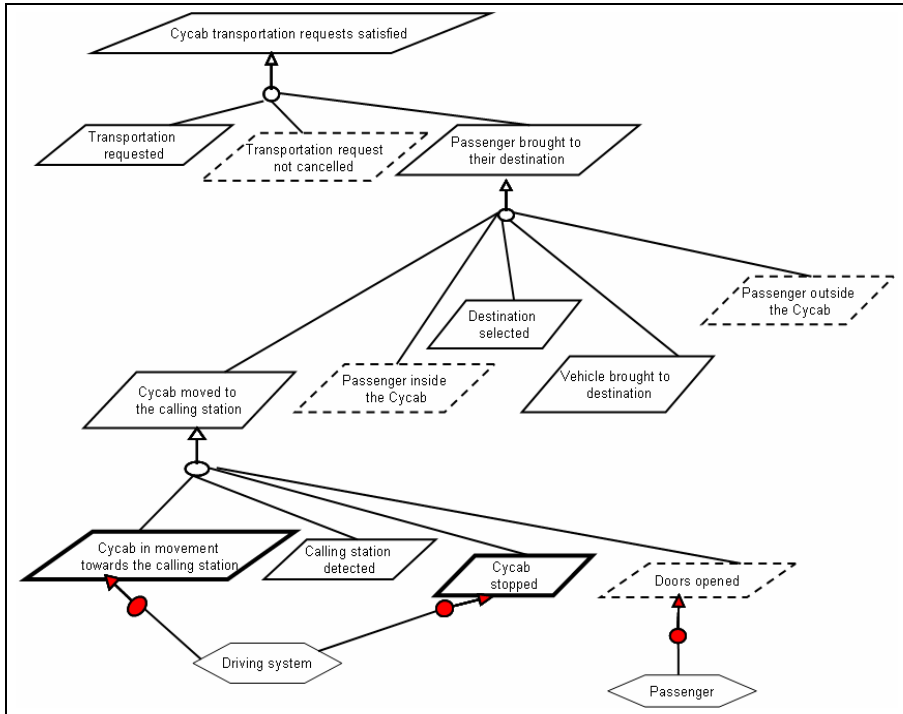 Cycab transportation requests satisfied
Transportation
requested
Transportation request
not cancelled
Passenger brought to
their destination
Passenger outside
the Cycab
Destination
selected
Cycab moved to
the calling station
Passenger inside
the Cycab
Vehicle brought to
destination
Cycab in movement
towards the calling station
Calling station
detected
Cycab
stopped
Doors opened
Driving system
Passenger